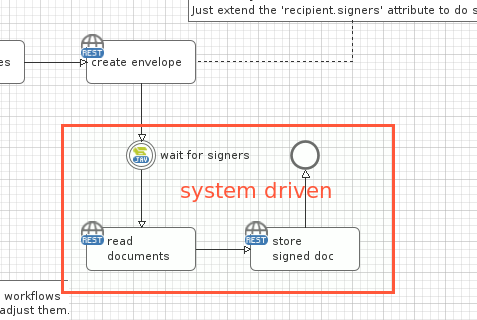 Just extend the 'recipient.signers' attribute to do s
REST
es
create envelope
JAV
wait for signers
system driven
REST
read
documents
REST
store
signed doc
workflows
adjust them.